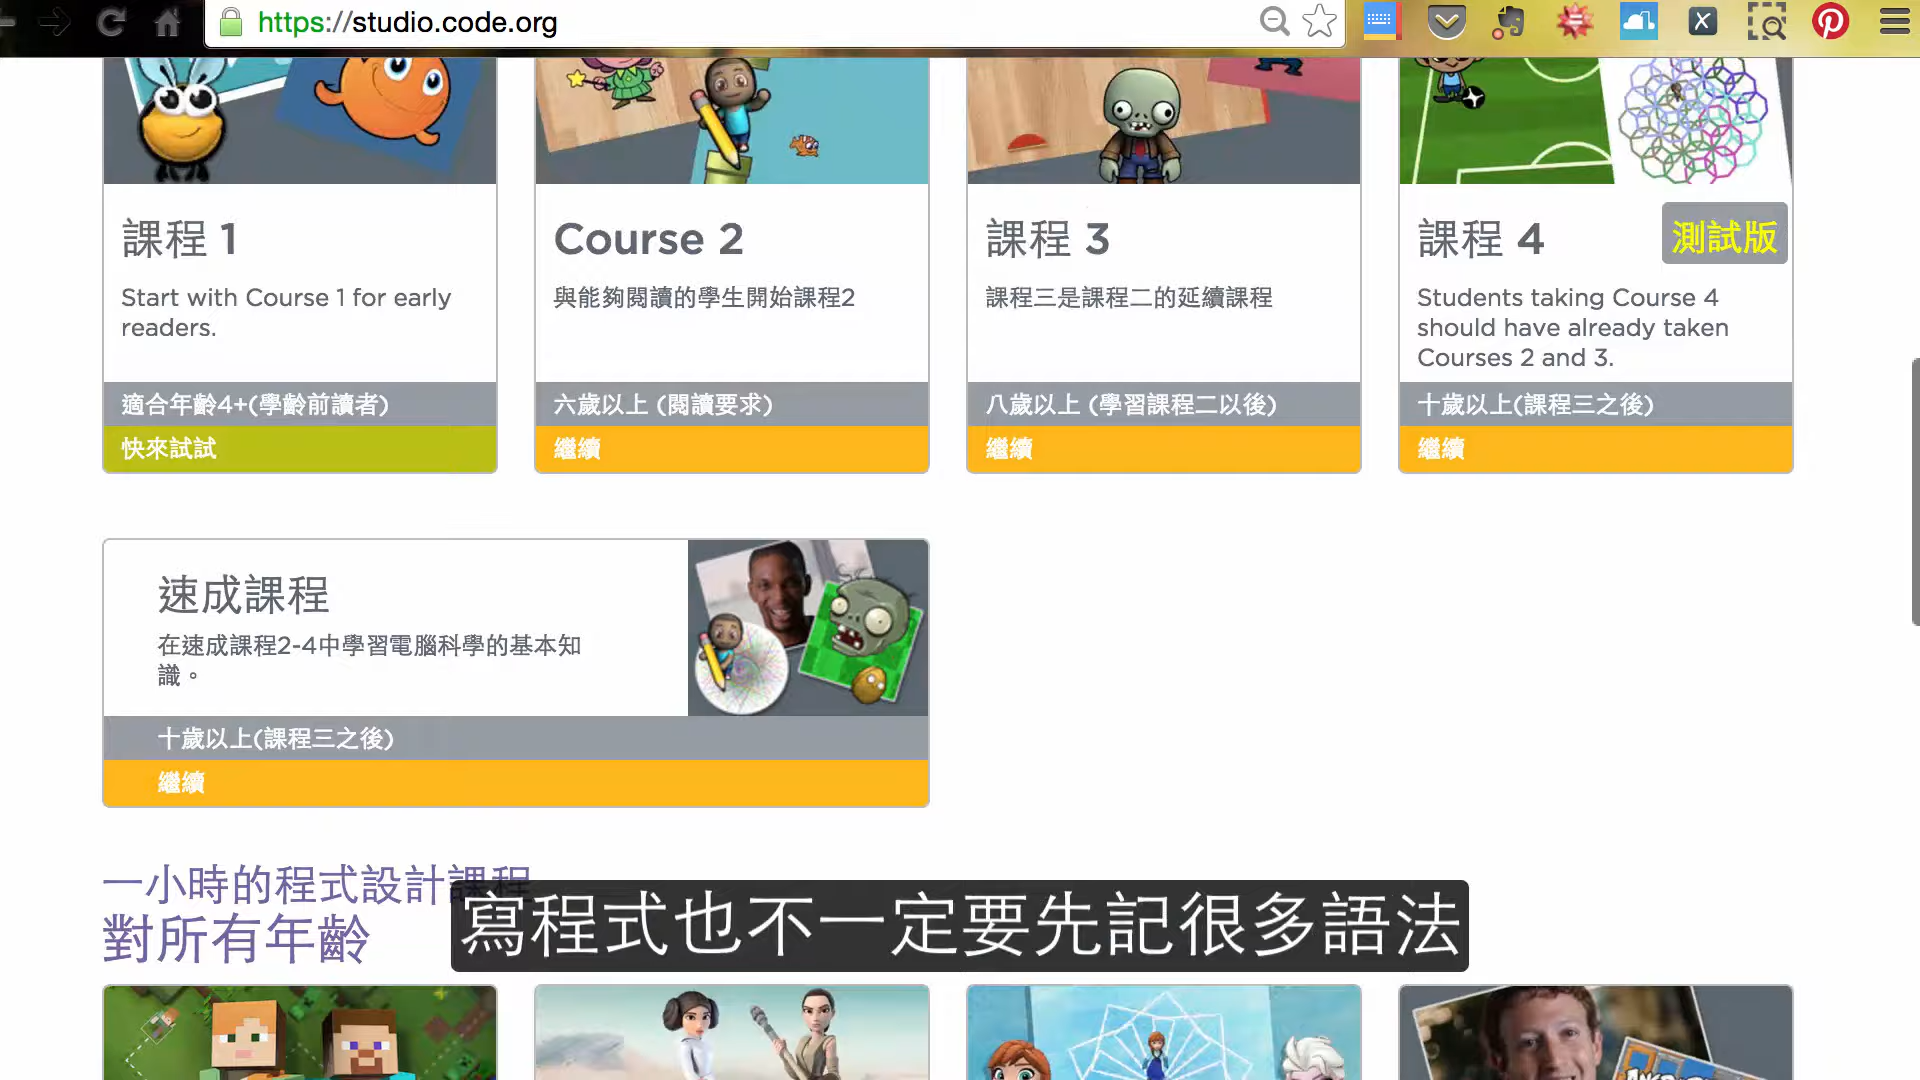 https://studio.code.org
課程 1
Start with Course 1 for early
readers.
適合年齡4+(學齡前讀者)
快來試試
Course 2
與能夠閱讀的學生開始課程2
六歲以上 (閱讀要求)
繼續
課程 3
課程三是課程二的延續課程
八歲以上 (學習課程二以後)
繼續
課程 4
測試版
Students taking Course 4
should have already taken
Courses 2 and 3.
十歲以上(課程三之後)
繼續
速成課程
在速成課程2-4中學習電腦科學的基本知
識。
十歲以上(課程三之後)
繼續
一小時的程式設計課程
對所有年齡
寫程式也不一定要先記很多語法